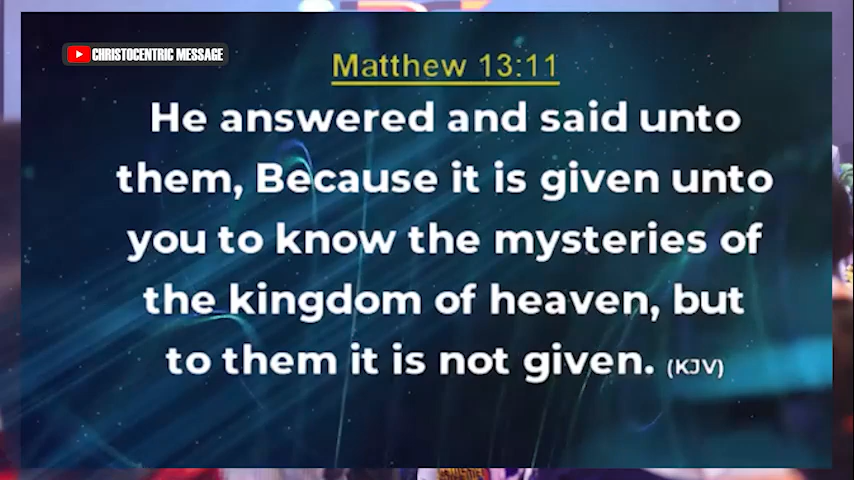 CHRISTOCENTRIC MESSAGE
Matthew 13:11
He answered and said unto
them, Because it is given unto
you to know the mysteries of
the kingdom of heaven, but
to them it is not given. (KJV)